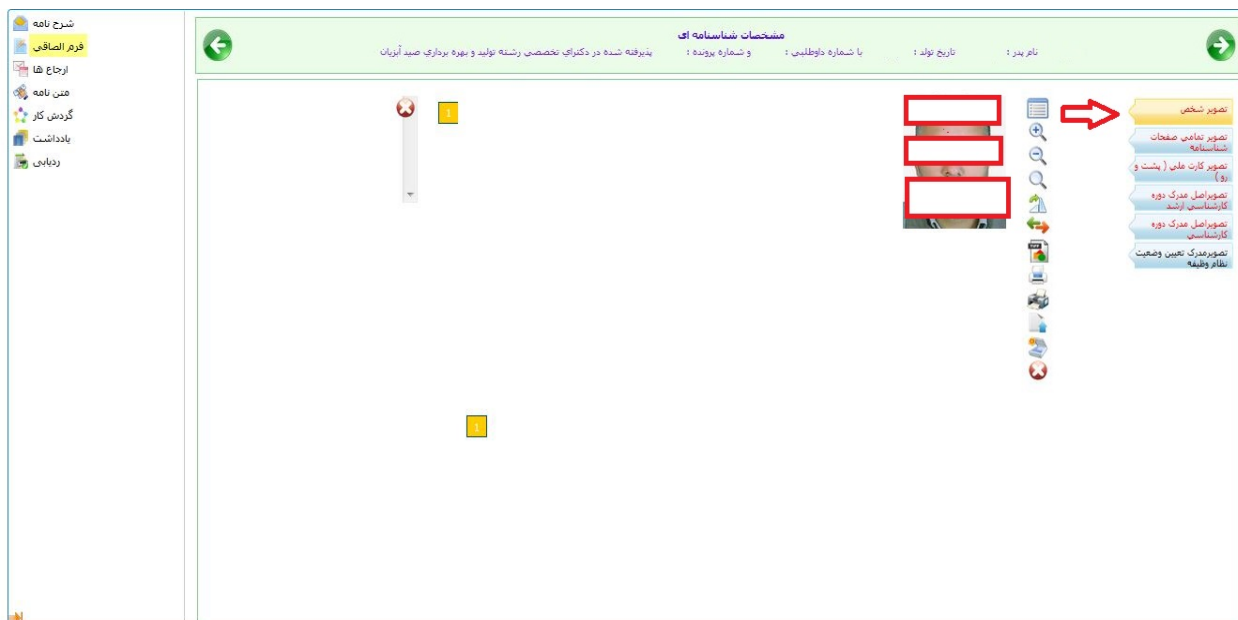 مشخصات شناسنامه ای
نام پدر :
تاریخ تولد :
با شماره داوطلبی :
و شماره پرونده :
پذیرفته شده در دکترای تخصصی رشته تولید و بهره برداری صید آبزیان
تصویر شخص
تصویر تمامی صفحات
شناسنامه
تصویر کارت ملی ( پشت و
رو )
تصویراصل مدرک دوره
کارشناسی ارشد
تصویراصل مدرک دوره
کارشناسی
تصویرمدرک تعیین وضعیت
نظام وظیفه
1
1
شرح نامه
فرم الصاقی
ارجاع ها
متن نامه
گردش کار
یادداشت
ردیابی